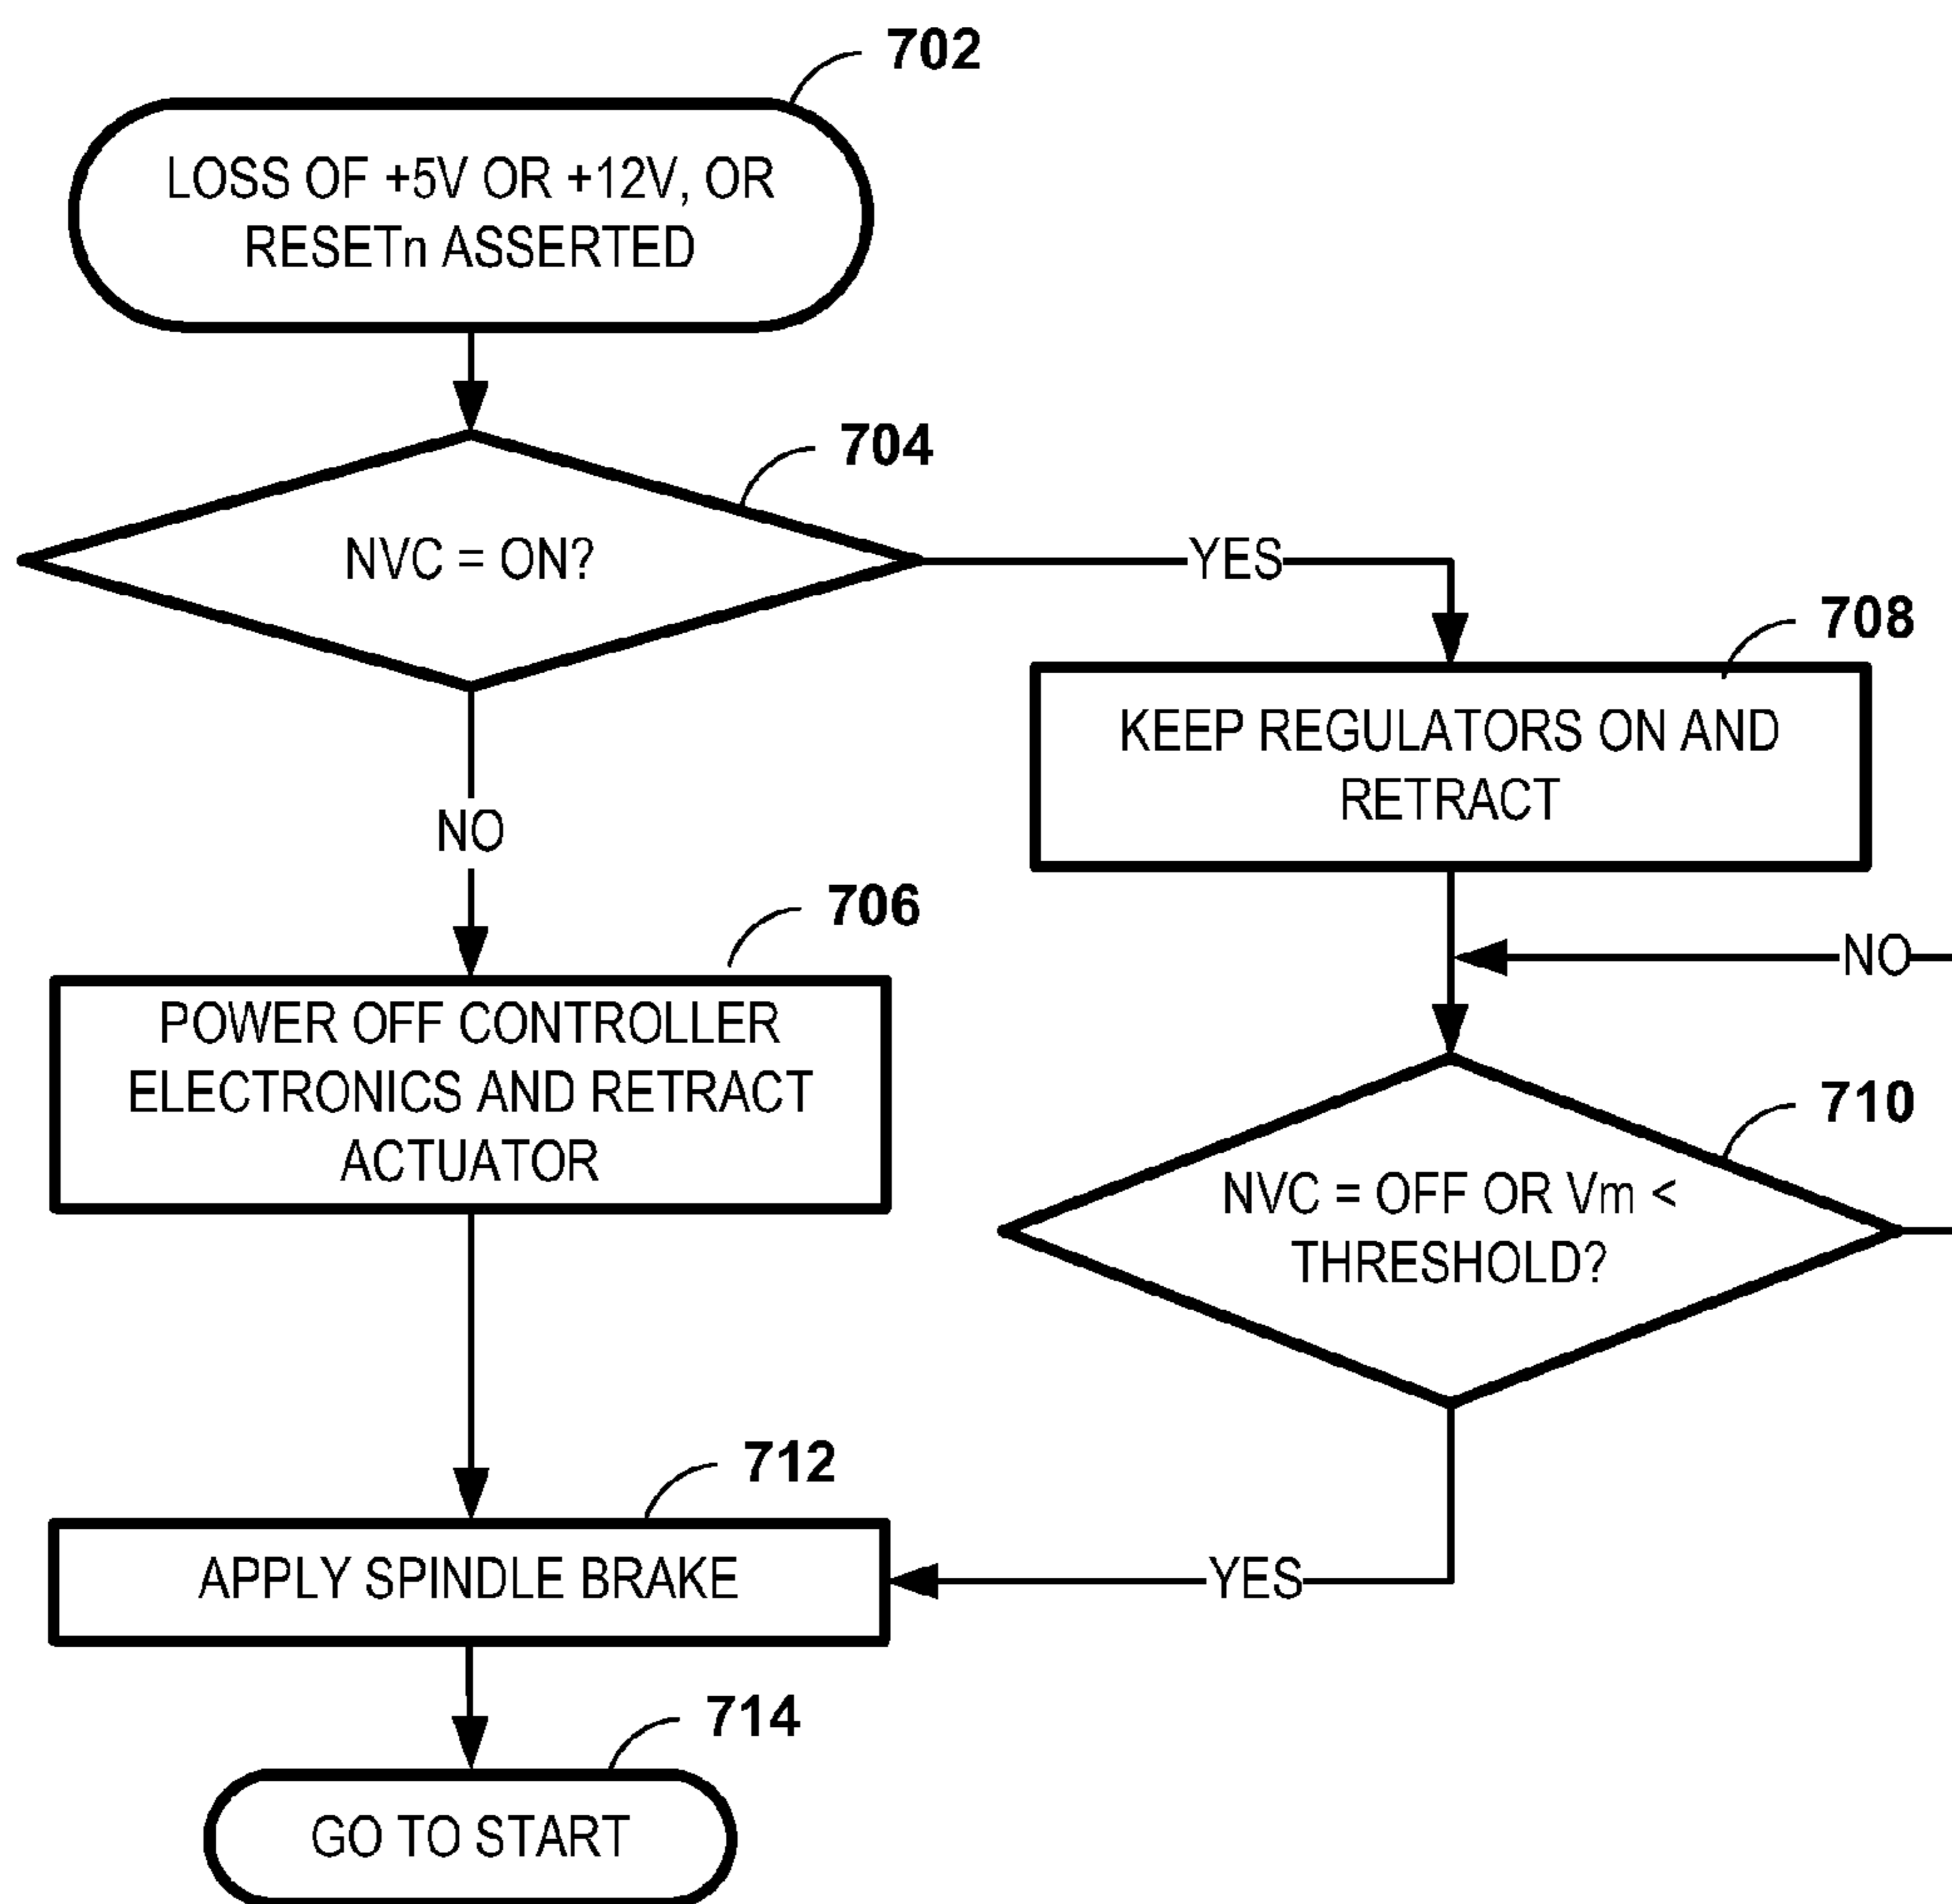 702
LOSS OF +5V OR +12V, OR
RESETn ASSERTED
704
NVC = ON?
YES
708
KEEP REGULATORS ON AND
RETRACT
NO
706
POWER OFF CONTROLLER
ELECTRONICS AND RETRACT
ACTUATOR
NO
710
NVC = OFF OR Vm <
THRESHOLD?
712
APPLY SPINDLE BRAKE
YES
714
GO TO START